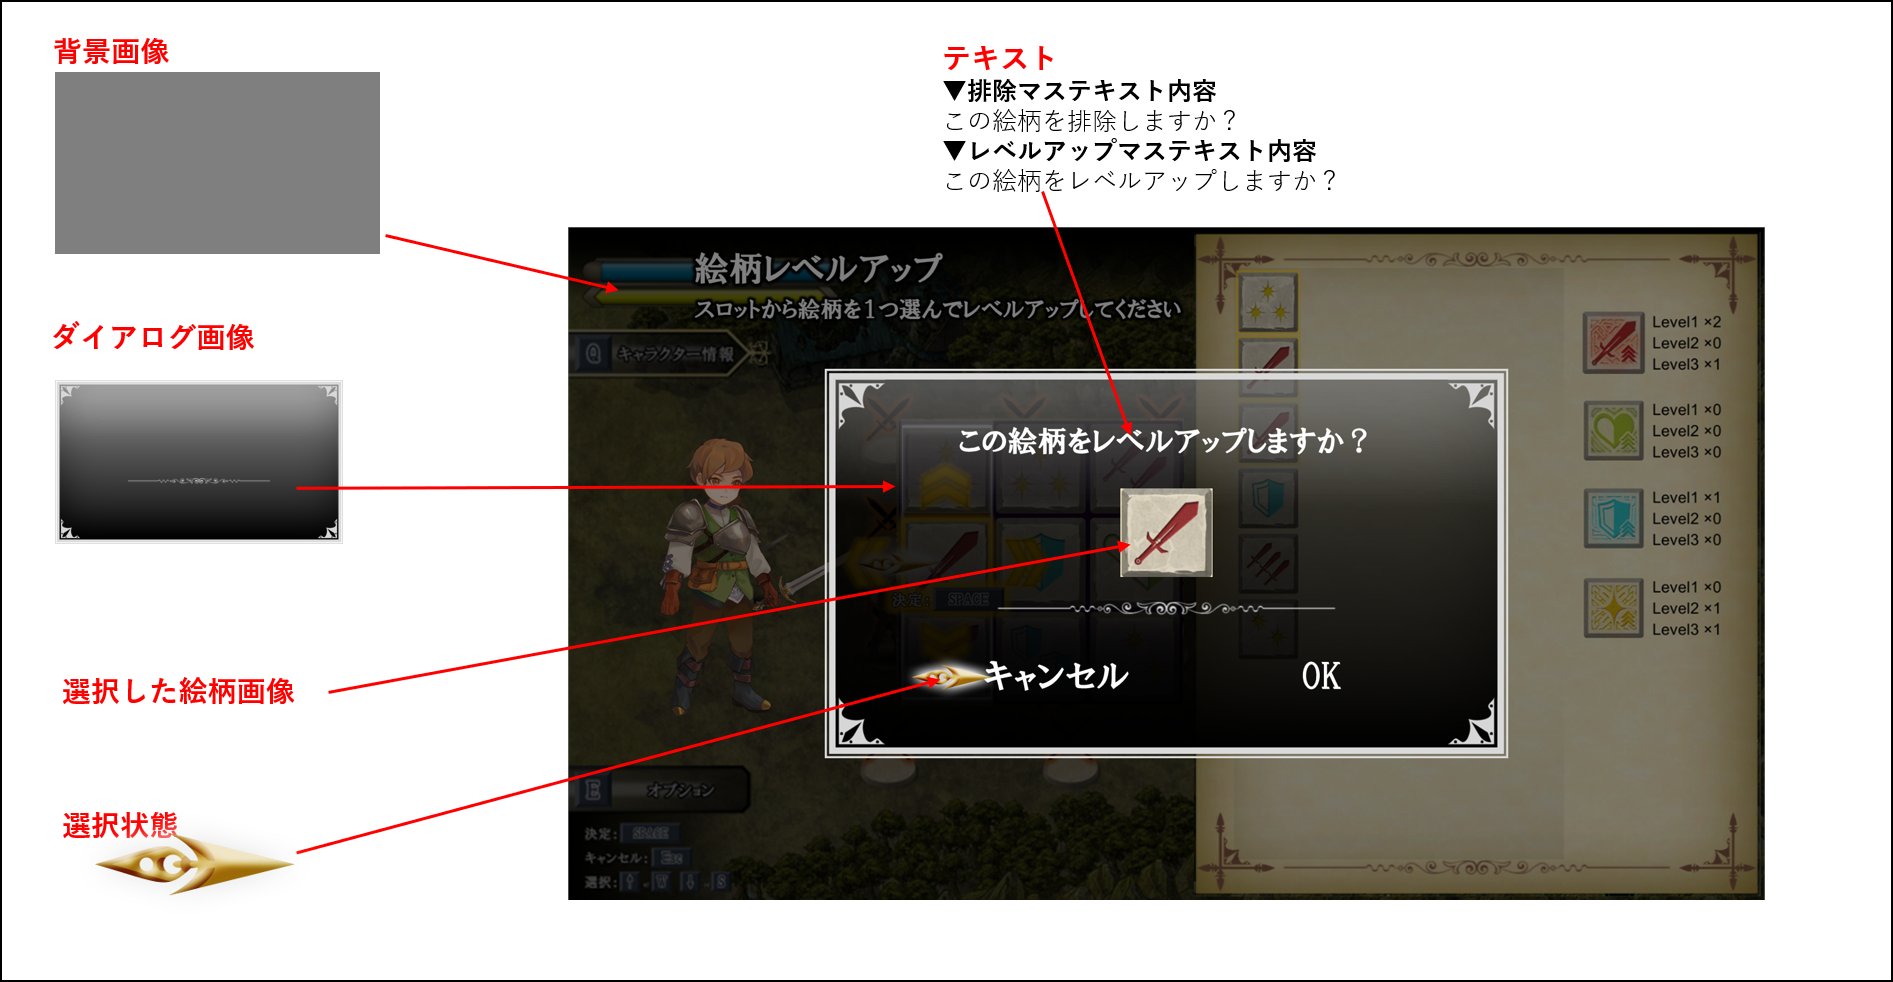 背景画像
テキスト
▼排除マステキスト内容
この絵柄を排除しますか？
▼レベルアップマステキスト内容
この絵柄をレベルアップしますか？
絵柄レベルアップ
スロットから絵柄を1つ選んでレベルアップしてください
Q キャラクター情報
ダイアログ画像
Level1 ×2
Level2 ×0
Level3 ×1
Level1 ×0
Level2 ×0
Level3 ×0
Level1 ×1
Level2 ×0
Level3 ×0
Level1 ×0
Level2 ×1
Level3 ×1
この絵柄をレベルアップしますか？
決定: SPACE
キャンセル
OK
選択した絵柄画像
選択状態
E オプション
決定: SPACE
キャンセル: Esc
選択: ↑ or W ↓ or S